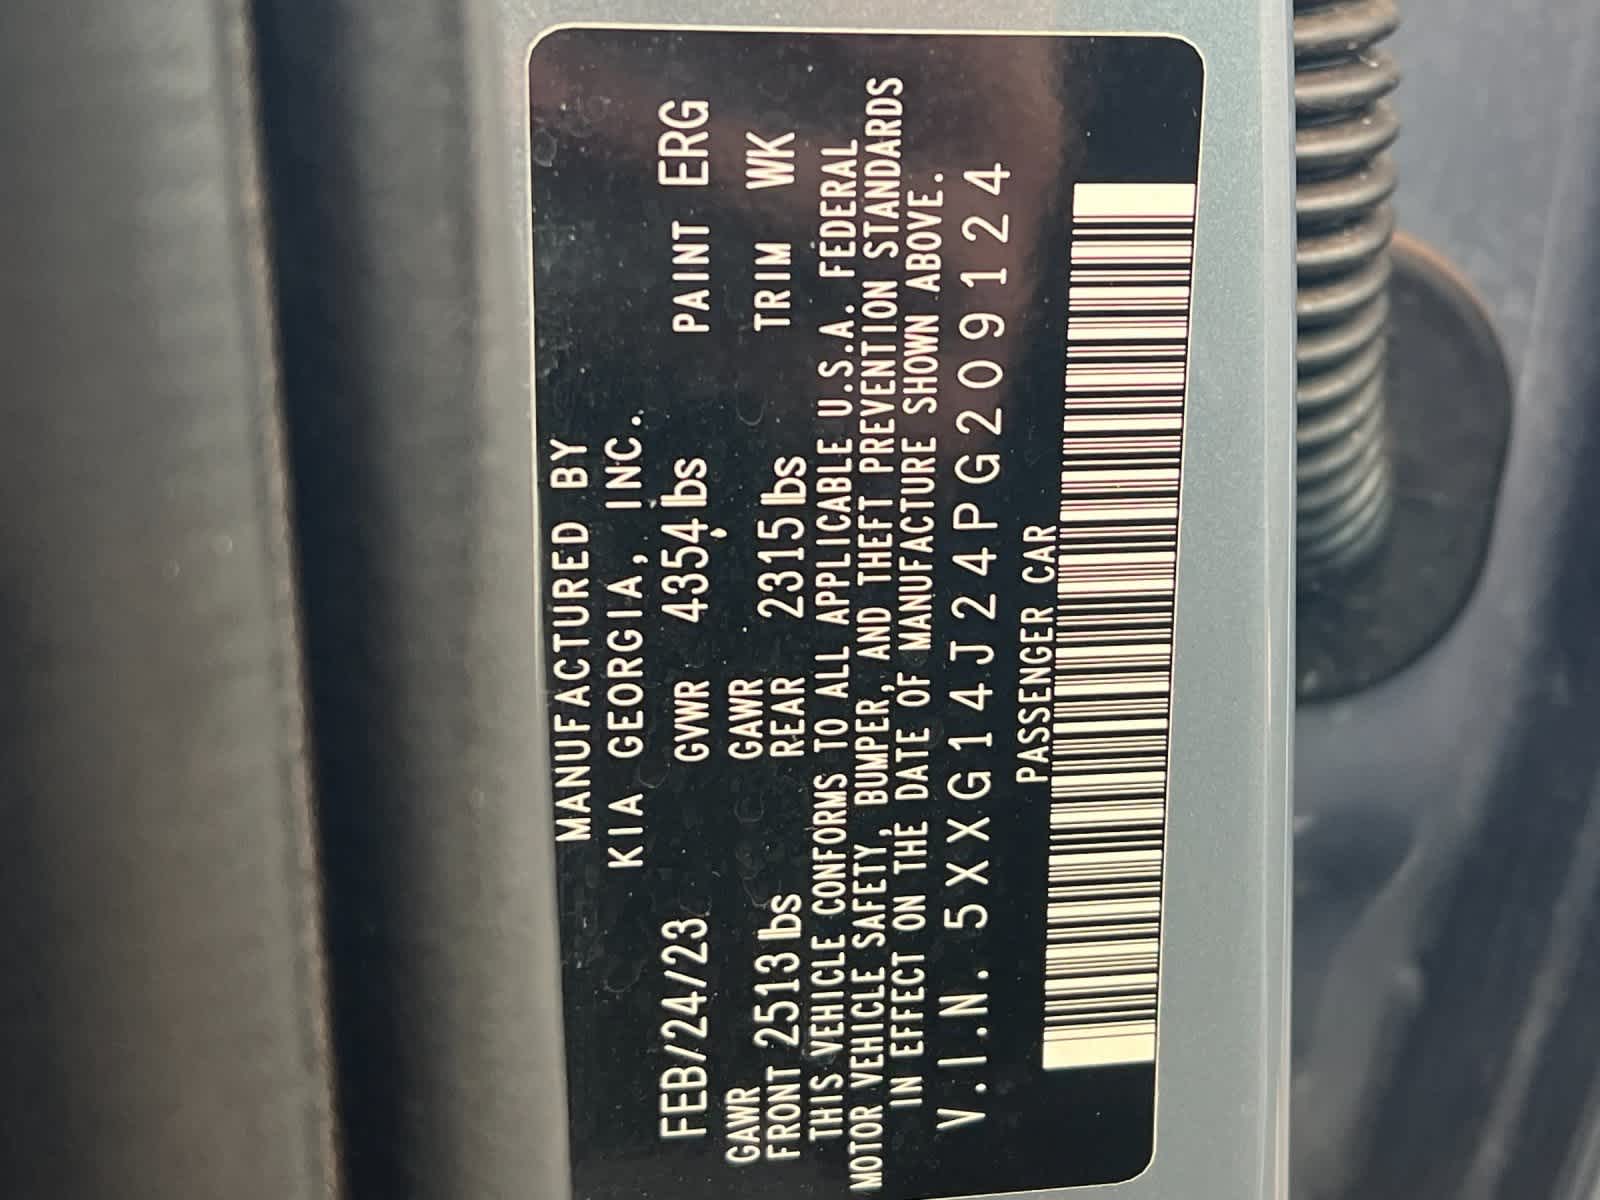 MANUFACTURED BY
KIA GEORGIA, INC.
FEB/24/23 GVWR 4354lbs PAINT ERG
GAWR FRONT 2513lbs GAWR REAR 2315lbs TRIM WK
THIS VEHICLE CONFORMS TO ALL APPLICABLE U.S.A. FEDERAL
MOTOR VEHICLE SAFETY, BUMPER, AND THEFT PREVENTION STANDARDS
IN EFFECT ON THE DATE OF MANUFACTURE SHOWN ABOVE.
V.I.N. 5XXG14J24PG209124
PASSENGER CAR